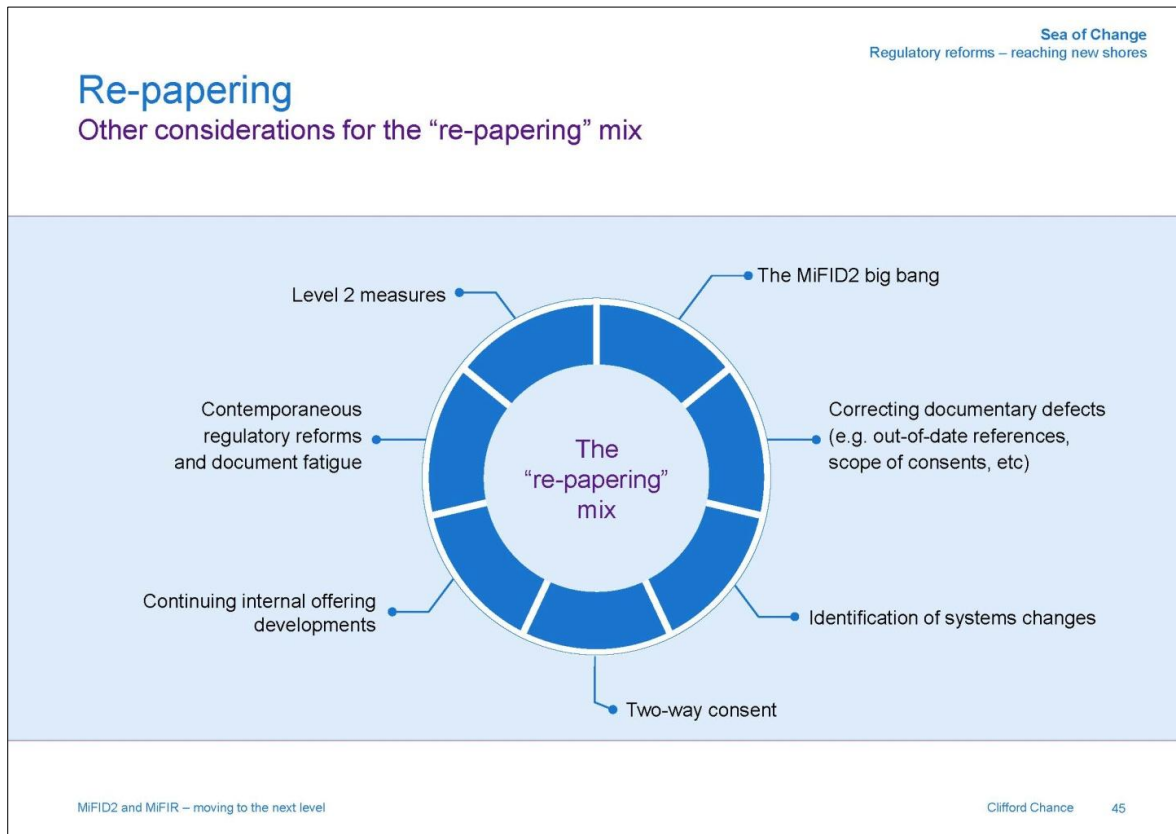 Sea of Change
Regulatory reforms – reaching new shores
Re-papering
Other considerations for the “re-papering” mix
The MiFID2 big bang
Level 2 measures
Contemporaneous
regulatory reforms
and document fatigue
Correcting documentary defects
(e.g. out-of-date references,
scope of consents, etc)
The
“re-papering”
mix
Continuing internal offering
developments
Identification of systems changes
Two-way consent
MiFID2 and MiFIR – moving to the next level
Clifford Chance 45